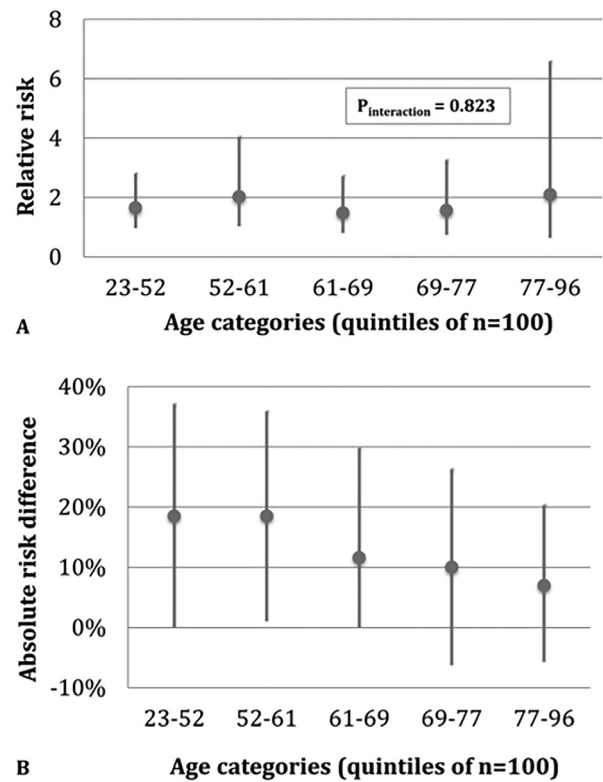 8
6
4
2
0
Relative risk
P interaction = 0.823
23-52 52-61 61-69 69-77 77-96
A Age categories (quintiles of n=100)
40%
30%
20%
10%
0%
-10%
Absolute risk difference
23-52 52-61 61-69 69-77 77-96
B Age categories (quintiles of n=100)